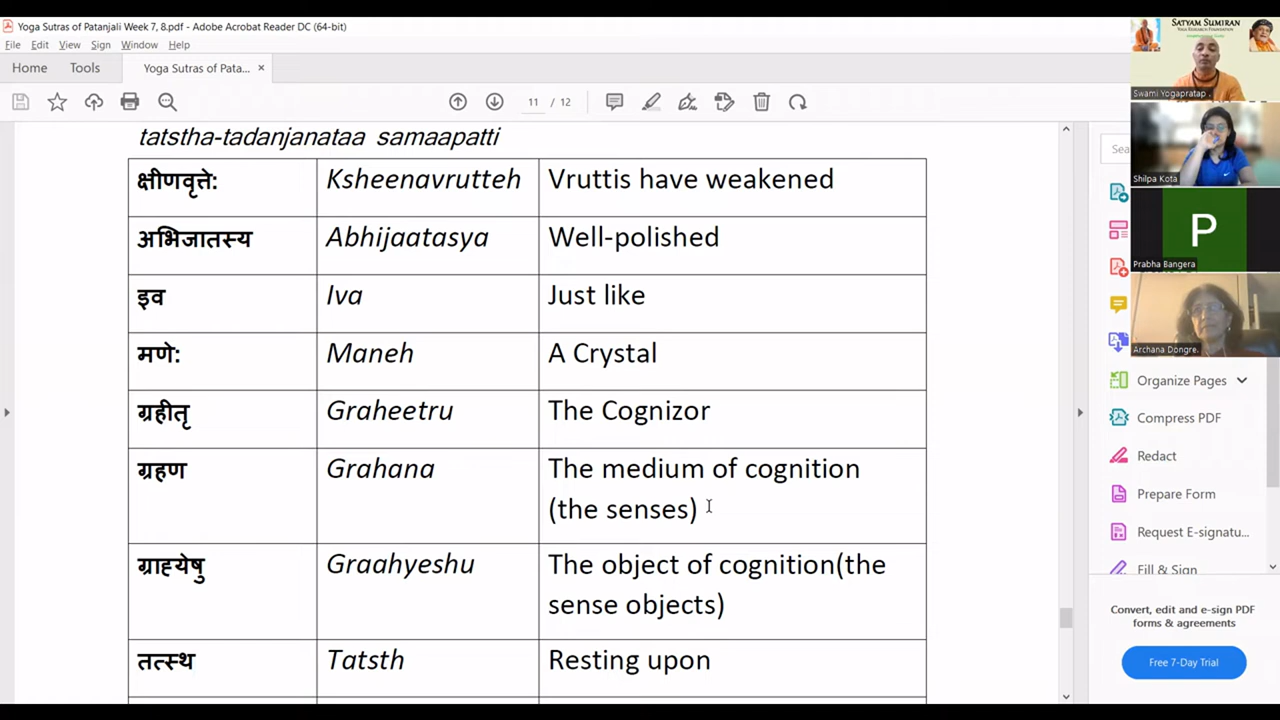 Yoga Sutras of Patanjali Week 7, 8.pdf - Adobe Acrobat Reader DC (64-bit)
File Edit View Sign Window Help
Home Tools Yoga Sutras of Pata... ×
11 / 12
tatstha-tadanjanataa samaapatti
क्षीणवृत्ते: Ksheenavrutteh Vruttis have weakened
अभिजातस्य Abhijaatasya Well-polished
इव Iva Just like
मणे: Maneh A Crystal
ग्रहीतृ Graheetru The Cognizor
ग्रहण Grahana The medium of cognition
(the senses)
ग्राह्येषु Graahyeshu The object of cognition(the
sense objects)
तत्स्थ Tatsth Resting upon
SATYAM SUMIRAN
YOGA RESEARCH FOUNDATION
Swami Yogapratap
Shilpa Kota
P
Prabha Bangera
Archana Dongre
Sea
Organize Pages
Compress PDF
Redact
Prepare Form
Request E-signatu...
Fill & Sign
Convert, edit and e-sign PDF
forms & agreements
Free 7-Day Trial